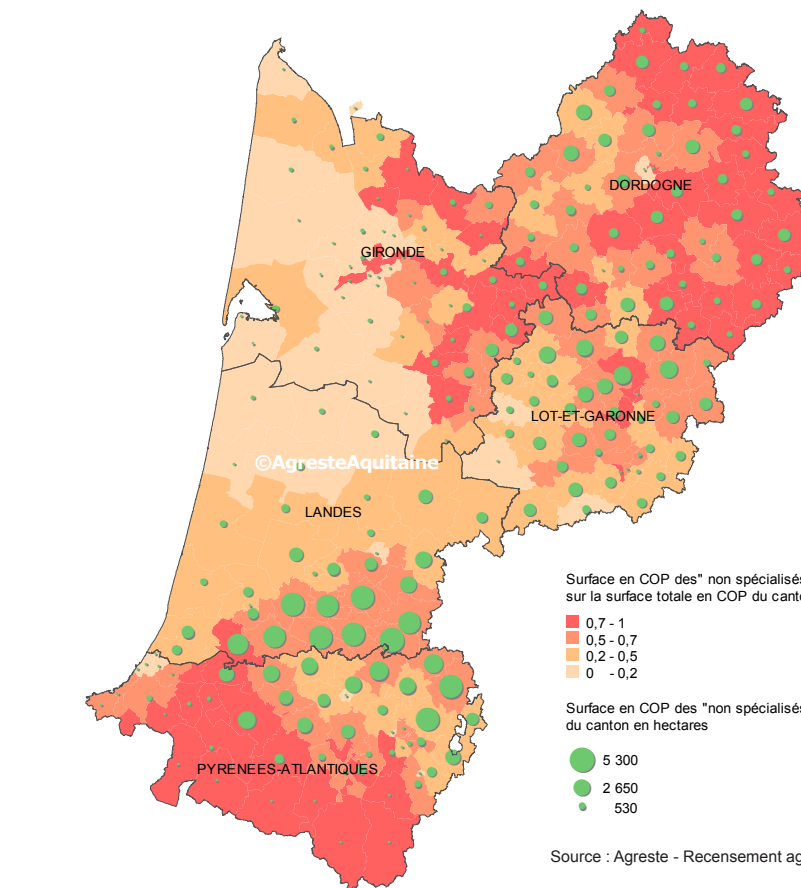 DORDOGNE
GIRONDE
LOT-ET-GARONNE
©AgresteAquitaine
LANDES
PYRENEES-ATLANTIQUES
Surface en COP des" non spécialisés
sur la surface totale en COP du canto
0,7 - 1
0,5 - 0,7
0,2 - 0,5
0 - 0,2
Surface en COP des "non spécialisés
du canton en hectares
5 300
2 650
530
Source : Agreste - Recensement ag